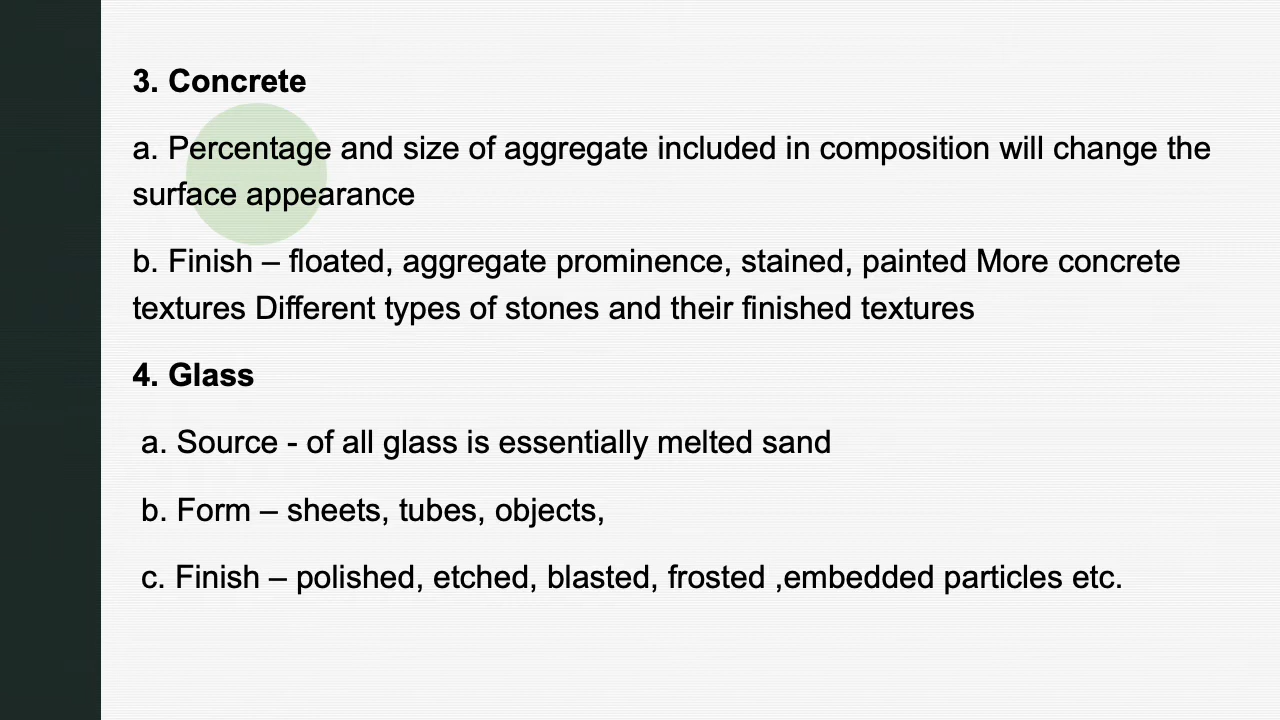 3. Concrete
a. Percentage and size of aggregate included in composition will change the
surface appearance
b. Finish – floated, aggregate prominence, stained, painted More concrete
textures Different types of stones and their finished textures
4. Glass
a. Source - of all glass is essentially melted sand
b. Form – sheets, tubes, objects,
c. Finish – polished, etched, blasted, frosted ,embedded particles etc.